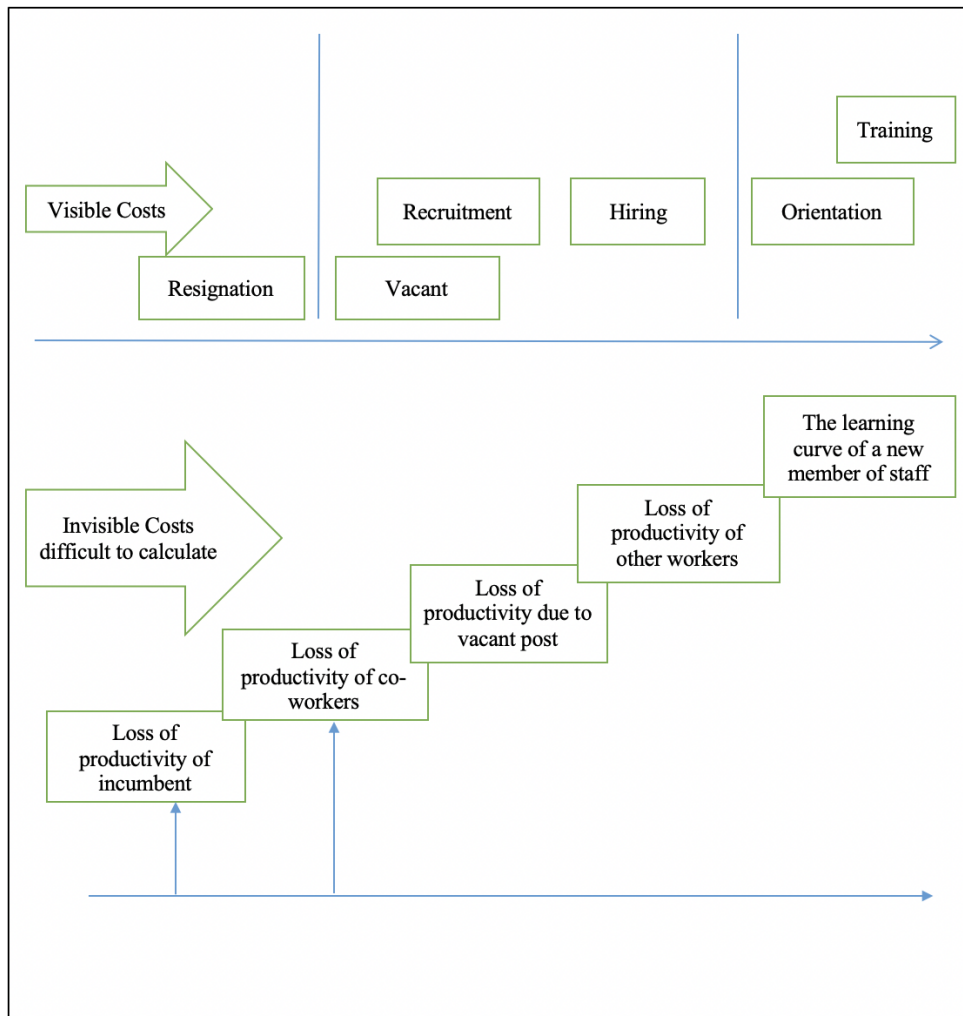 Training
Visible Costs
Recruitment
Hiring
Orientation
Resignation
Vacant
The learning
curve of a new
member of staff
Invisible Costs
difficult to calculate
Loss of
productivity of
other workers
Loss of
productivity due to
vacant post
Loss of
productivity of co-
workers
Loss of
productivity of
incumbent